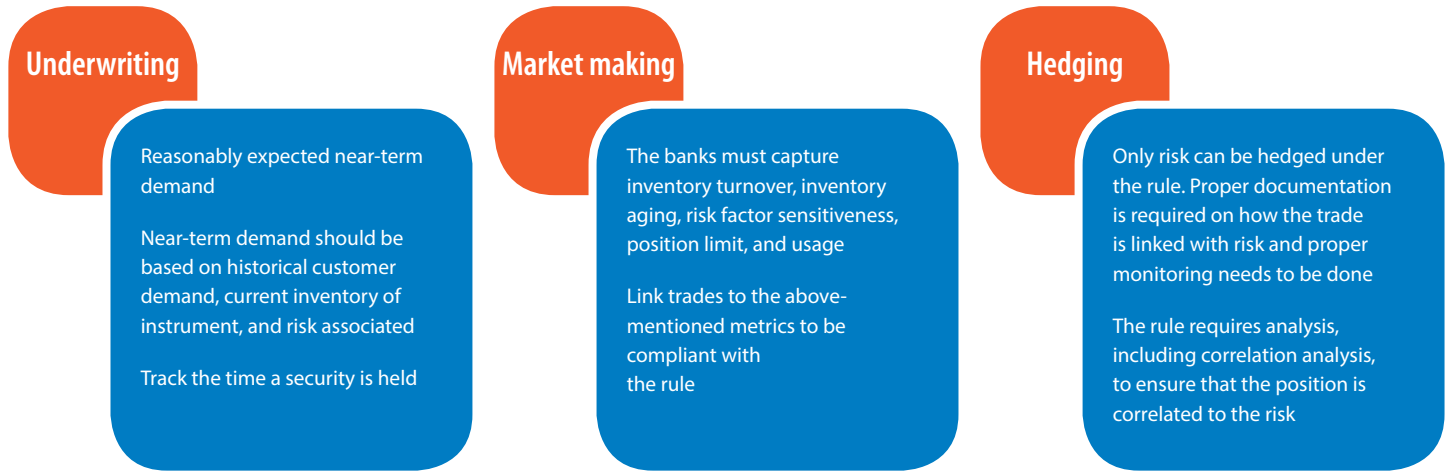 Underwriting
Reasonably expected near-term
demand
Near-term demand should be
based on historical customer
demand, current inventory of
instrument, and risk associated
Track the time a security is held
Market making
The banks must capture
inventory turnover, inventory
aging, risk factor sensitiveness,
position limit, and usage
Link trades to the above-
mentioned metrics to be
compliant with
the rule
Hedging
Only risk can be hedged under
the rule. Proper documentation
is required on how the trade
is linked with risk and proper
monitoring needs to be done
The rule requires analysis,
including correlation analysis,
to ensure that the position is
correlated to the risk